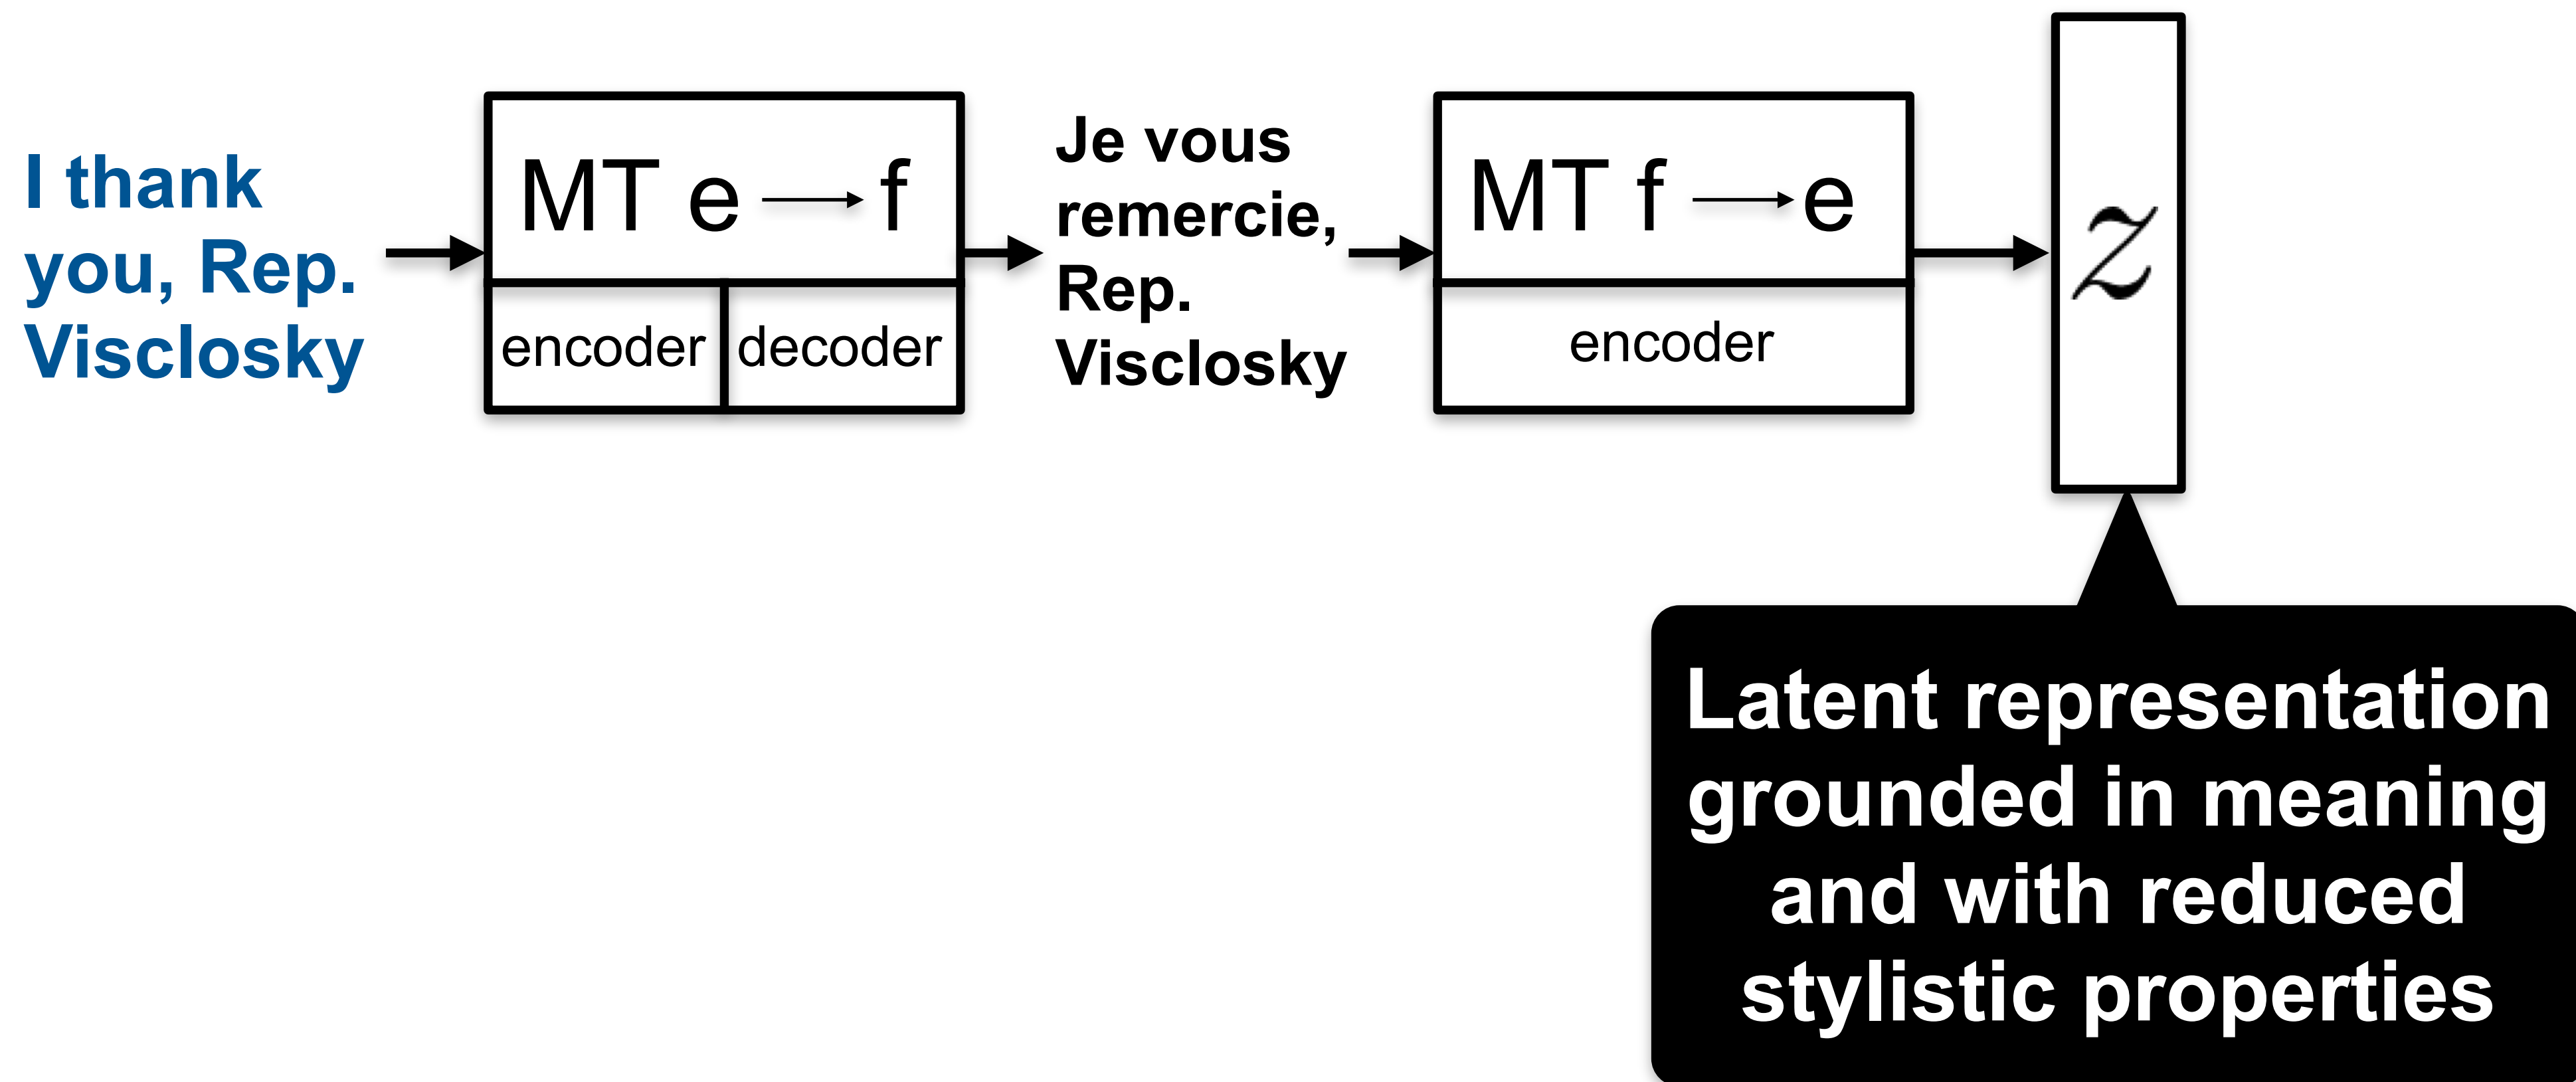 I thank
you, Rep.
Visclosky
MT e → f
encoder
decoder
Je vous
remercie,
Rep.
Visclosky
MT f → e
encoder
z
Latent representation
grounded in meaning
and with reduced
stylistic properties